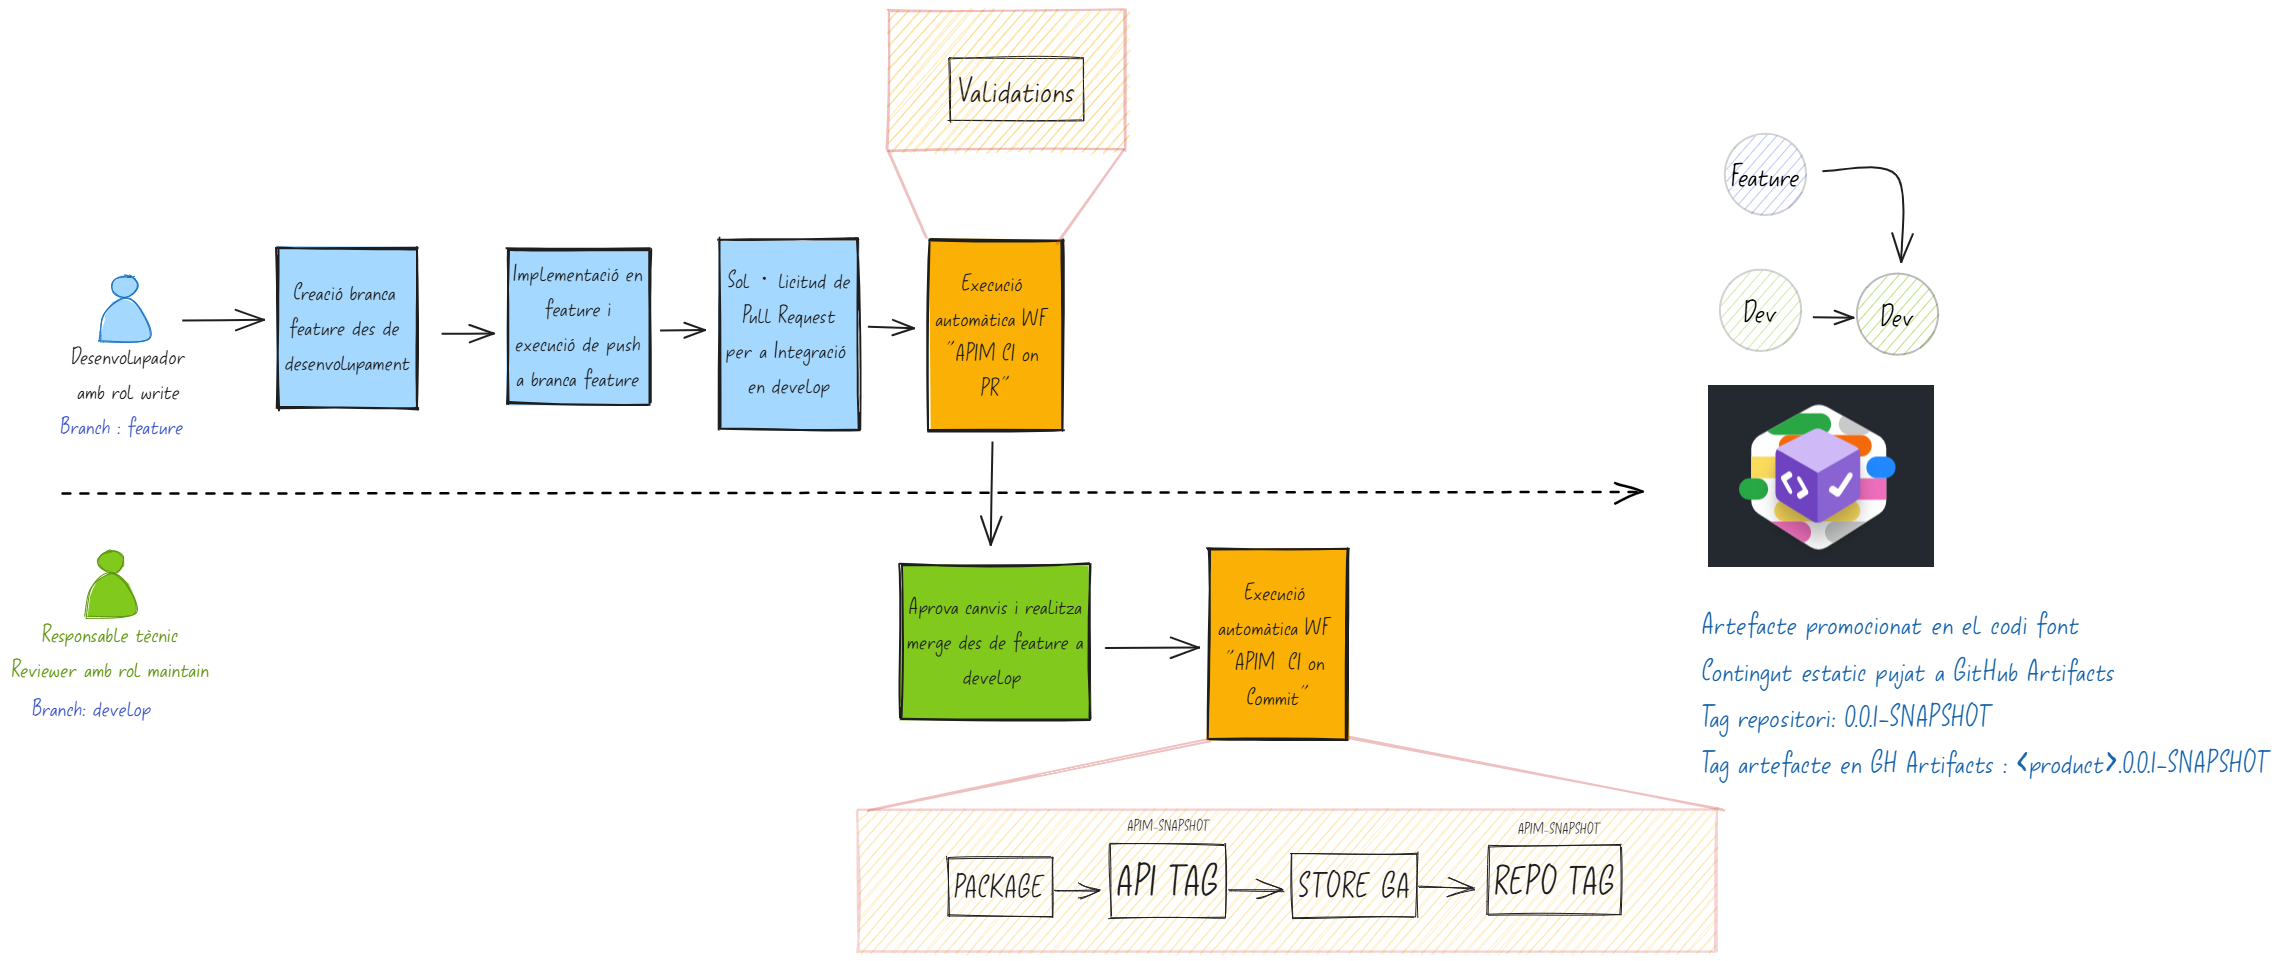 Validations
Feature
Dev
Dev
Desenvolupador
amb rol write
Branch : feature
Creació branca
feature des de
desenvolupament
Implementació en
feature i
execució de push
a branca feature
Sol · licitud de
Pull Request
per a Integració
en develop
Execució
automàtica WF
"APIM CI on
PR"
Responsable tècnic
Reviewer amb rol maintain
Branch: develop
Aprova canvis i realitza
merge des de feature a
develop
Execució
automàtica WF
"APIM CI on
Commit"
Artefacte promocionat en el codi font
Contingut estatic pujat a GitHub Artifacts
Tag repositori: 0.0.1-SNAPSHOT
Tag artefacte en GH Artifacts : <product>.0.0.1-SNAPSHOT
APIM-SNAPSHOT
APIM-SNAPSHOT
PACKAGE
API TAG
STORE GA
REPO TAG